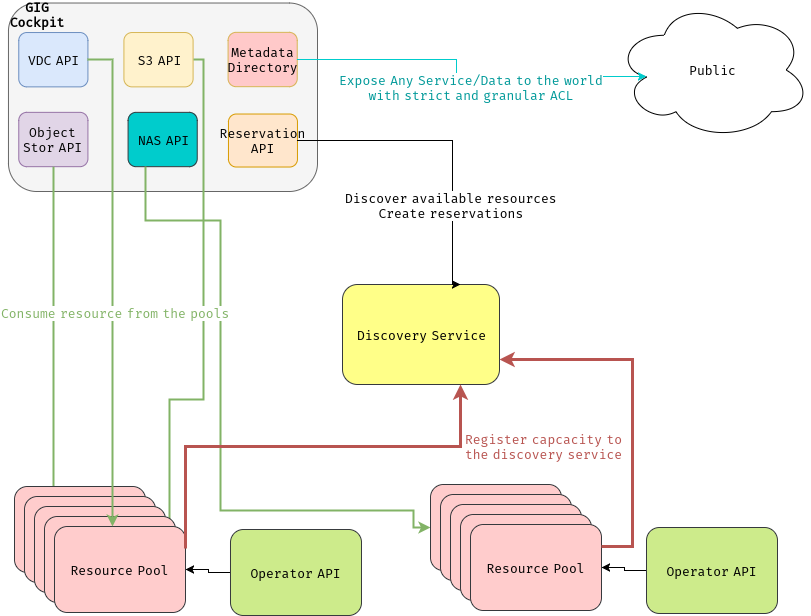 GIG
Cockpit
VDC API
S3 API
Metadata
Directory
Public
Expose Any Service/Data to the world
with strict and granular ACL
Object
Stor API
NAS API
Reservation
API
Discover available resources
Create reservations
Consume resource from the pools
Discovery Service
Register capcacity to
the discovery service
Resource Pool
Operator API
Resource Pool
Operator API